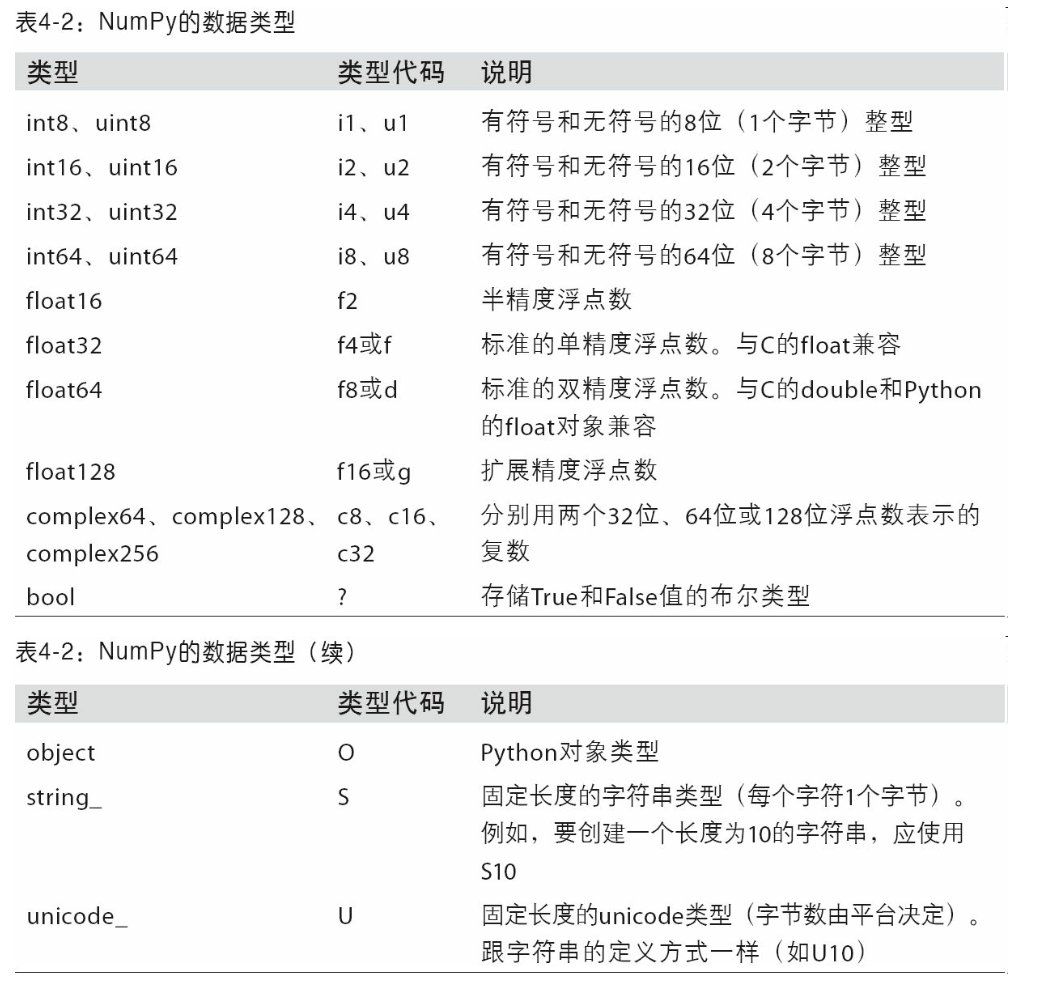 表4-2：NumPy的数据类型
类型 类型代码 说明
int8、uint8 i1、u1 有符号和无符号的8位（1个字节）整型
int16、uint16 i2、u2 有符号和无符号的16位（2个字节）整型
int32、uint32 i4、u4 有符号和无符号的32位（4个字节）整型
int64、uint64 i8、u8 有符号和无符号的64位（8个字节）整型
float16 f2 半精度浮点数
float32 f4或f 标准的单精度浮点数。与C的float兼容
float64 f8或d 标准的双精度浮点数。与C的double和Python
的float对象兼容
float128 f16或g 扩展精度浮点数
complex64、complex128、 c8、c16、 分别用两个32位、64位或128位浮点数表示的
complex256 c32 复数
bool ? 存储True和False值的布尔类型
表4-2：NumPy的数据类型（续）
类型 类型代码 说明
object O Python对象类型
string_ S 固定长度的字符串类型（每个字符1个字节）。
例如，要创建一个长度为10的字符串，应使用
S10
unicode_ U 固定长度的unicode类型（字节数由平台决定）。
跟字符串的定义方式一样（如U10）